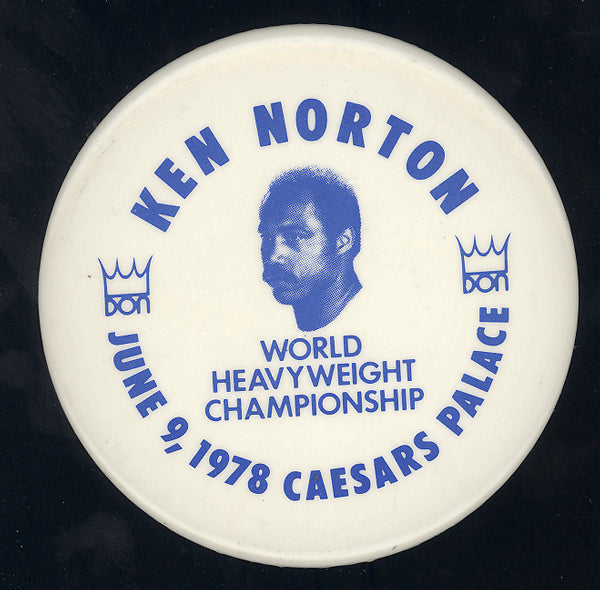 KEN NORTON
DON
DON
WORLD
HEAVYWEIGHT
CHAMPIONSHIP
JUNE 9, 1978 CAESARS PALACE